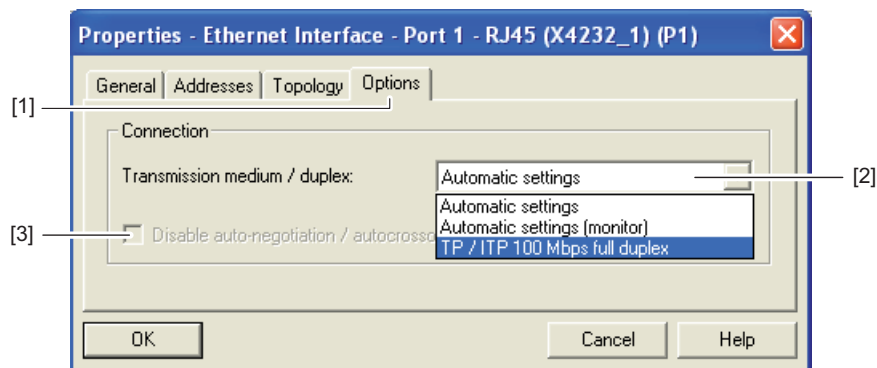 Properties - Ethernet Interface - Port 1 - RJ45 (X4232_1) (P1)
General Addresses Topology Options
[1]
Connection
Transmission medium / duplex:
Automatic settings
[2]
Automatic settings
Automatic settings (monitor)
[3]
Disable auto-negotiation / autocrosso
TP / ITP 100 Mbps full duplex
OK Cancel Help